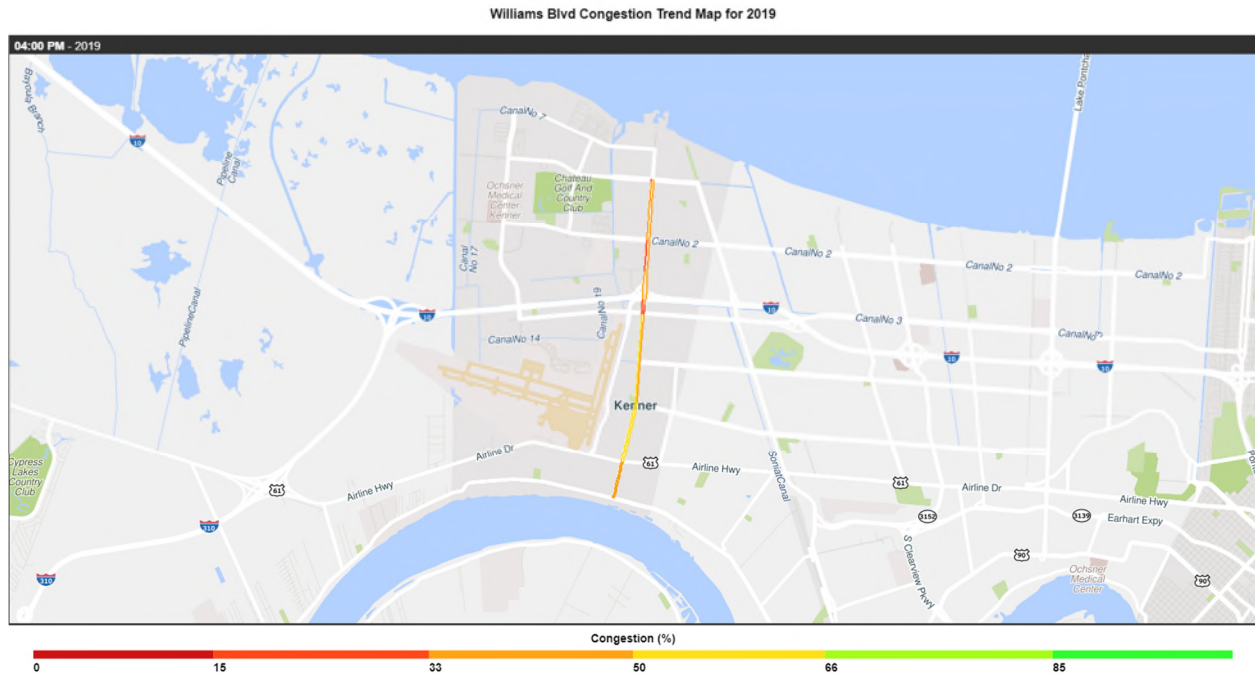 Williams Blvd Congestion Trend Map for 2019
04:00 PM - 2019
Bayou Branch
10
Pipeline
Canal
Lake Pontcha
CanalNo 7
Ochsner
Medical
Center
Kenner
Chateau
Golf And
Country
Club
Canal
No 17
CanalNo 2
CanalNo 2
CanalNo 2
CanalNo 2
PipelineCanal
CanalNo 19
10
10
CanalNo 3
CanalNo 14
10
10
Kenner
Airline Dr
61
Airline Hwy
SoniatCanal
Cypress
Lakes
Country
Club
61
Airline Hwy
61
Airline Dr
Airline Hwy
310
3152
3139
Earhart Expy
S Clearview Pkwy
90
310
Ochsner
Medical
Center
90
Congestion (%)
0 15 33 50 66 85